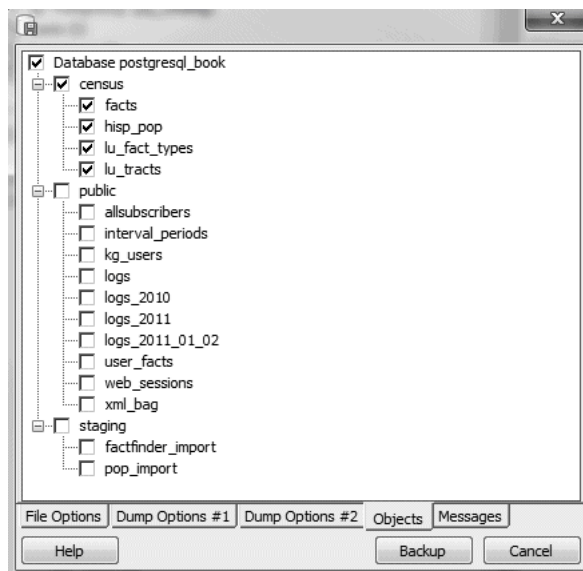 x
Database postgresql_book
census
facts
hisp_pop
lu_fact_types
lu_tracts
public
allsubscribers
interval_periods
kg_users
logs
logs_2010
logs_2011
logs_2011_01_02
user_facts
web_sessions
xml_bag
staging
factfinder_import
pop_import
File Options Dump Options #1 Dump Options #2 Objects Messages
Help Backup Cancel